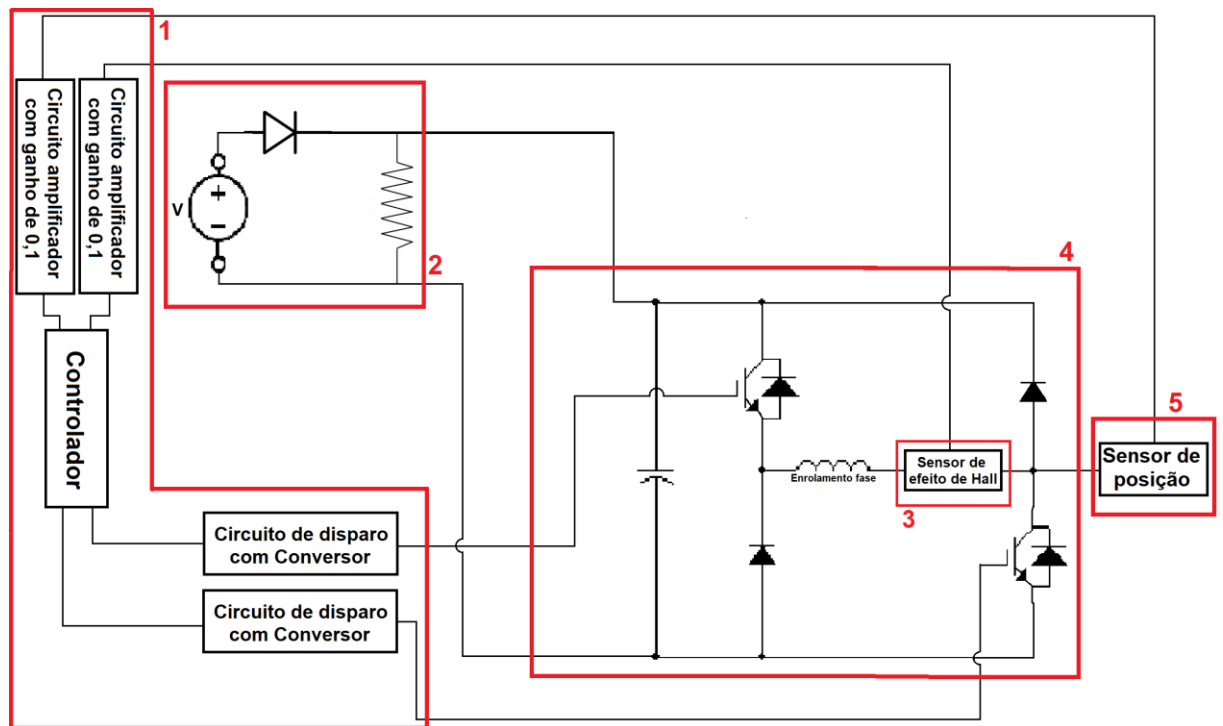 1
Circuito amplificador
com ganho de 0,1
Circuito amplificador
com ganho de 0,1
+
−
V
2
Controlador
4
5
Sensor de
posição
Sensor de
efeito de Hall
Enrolamento fase
3
Circuito de disparo
com Conversor
Circuito de disparo
com Conversor